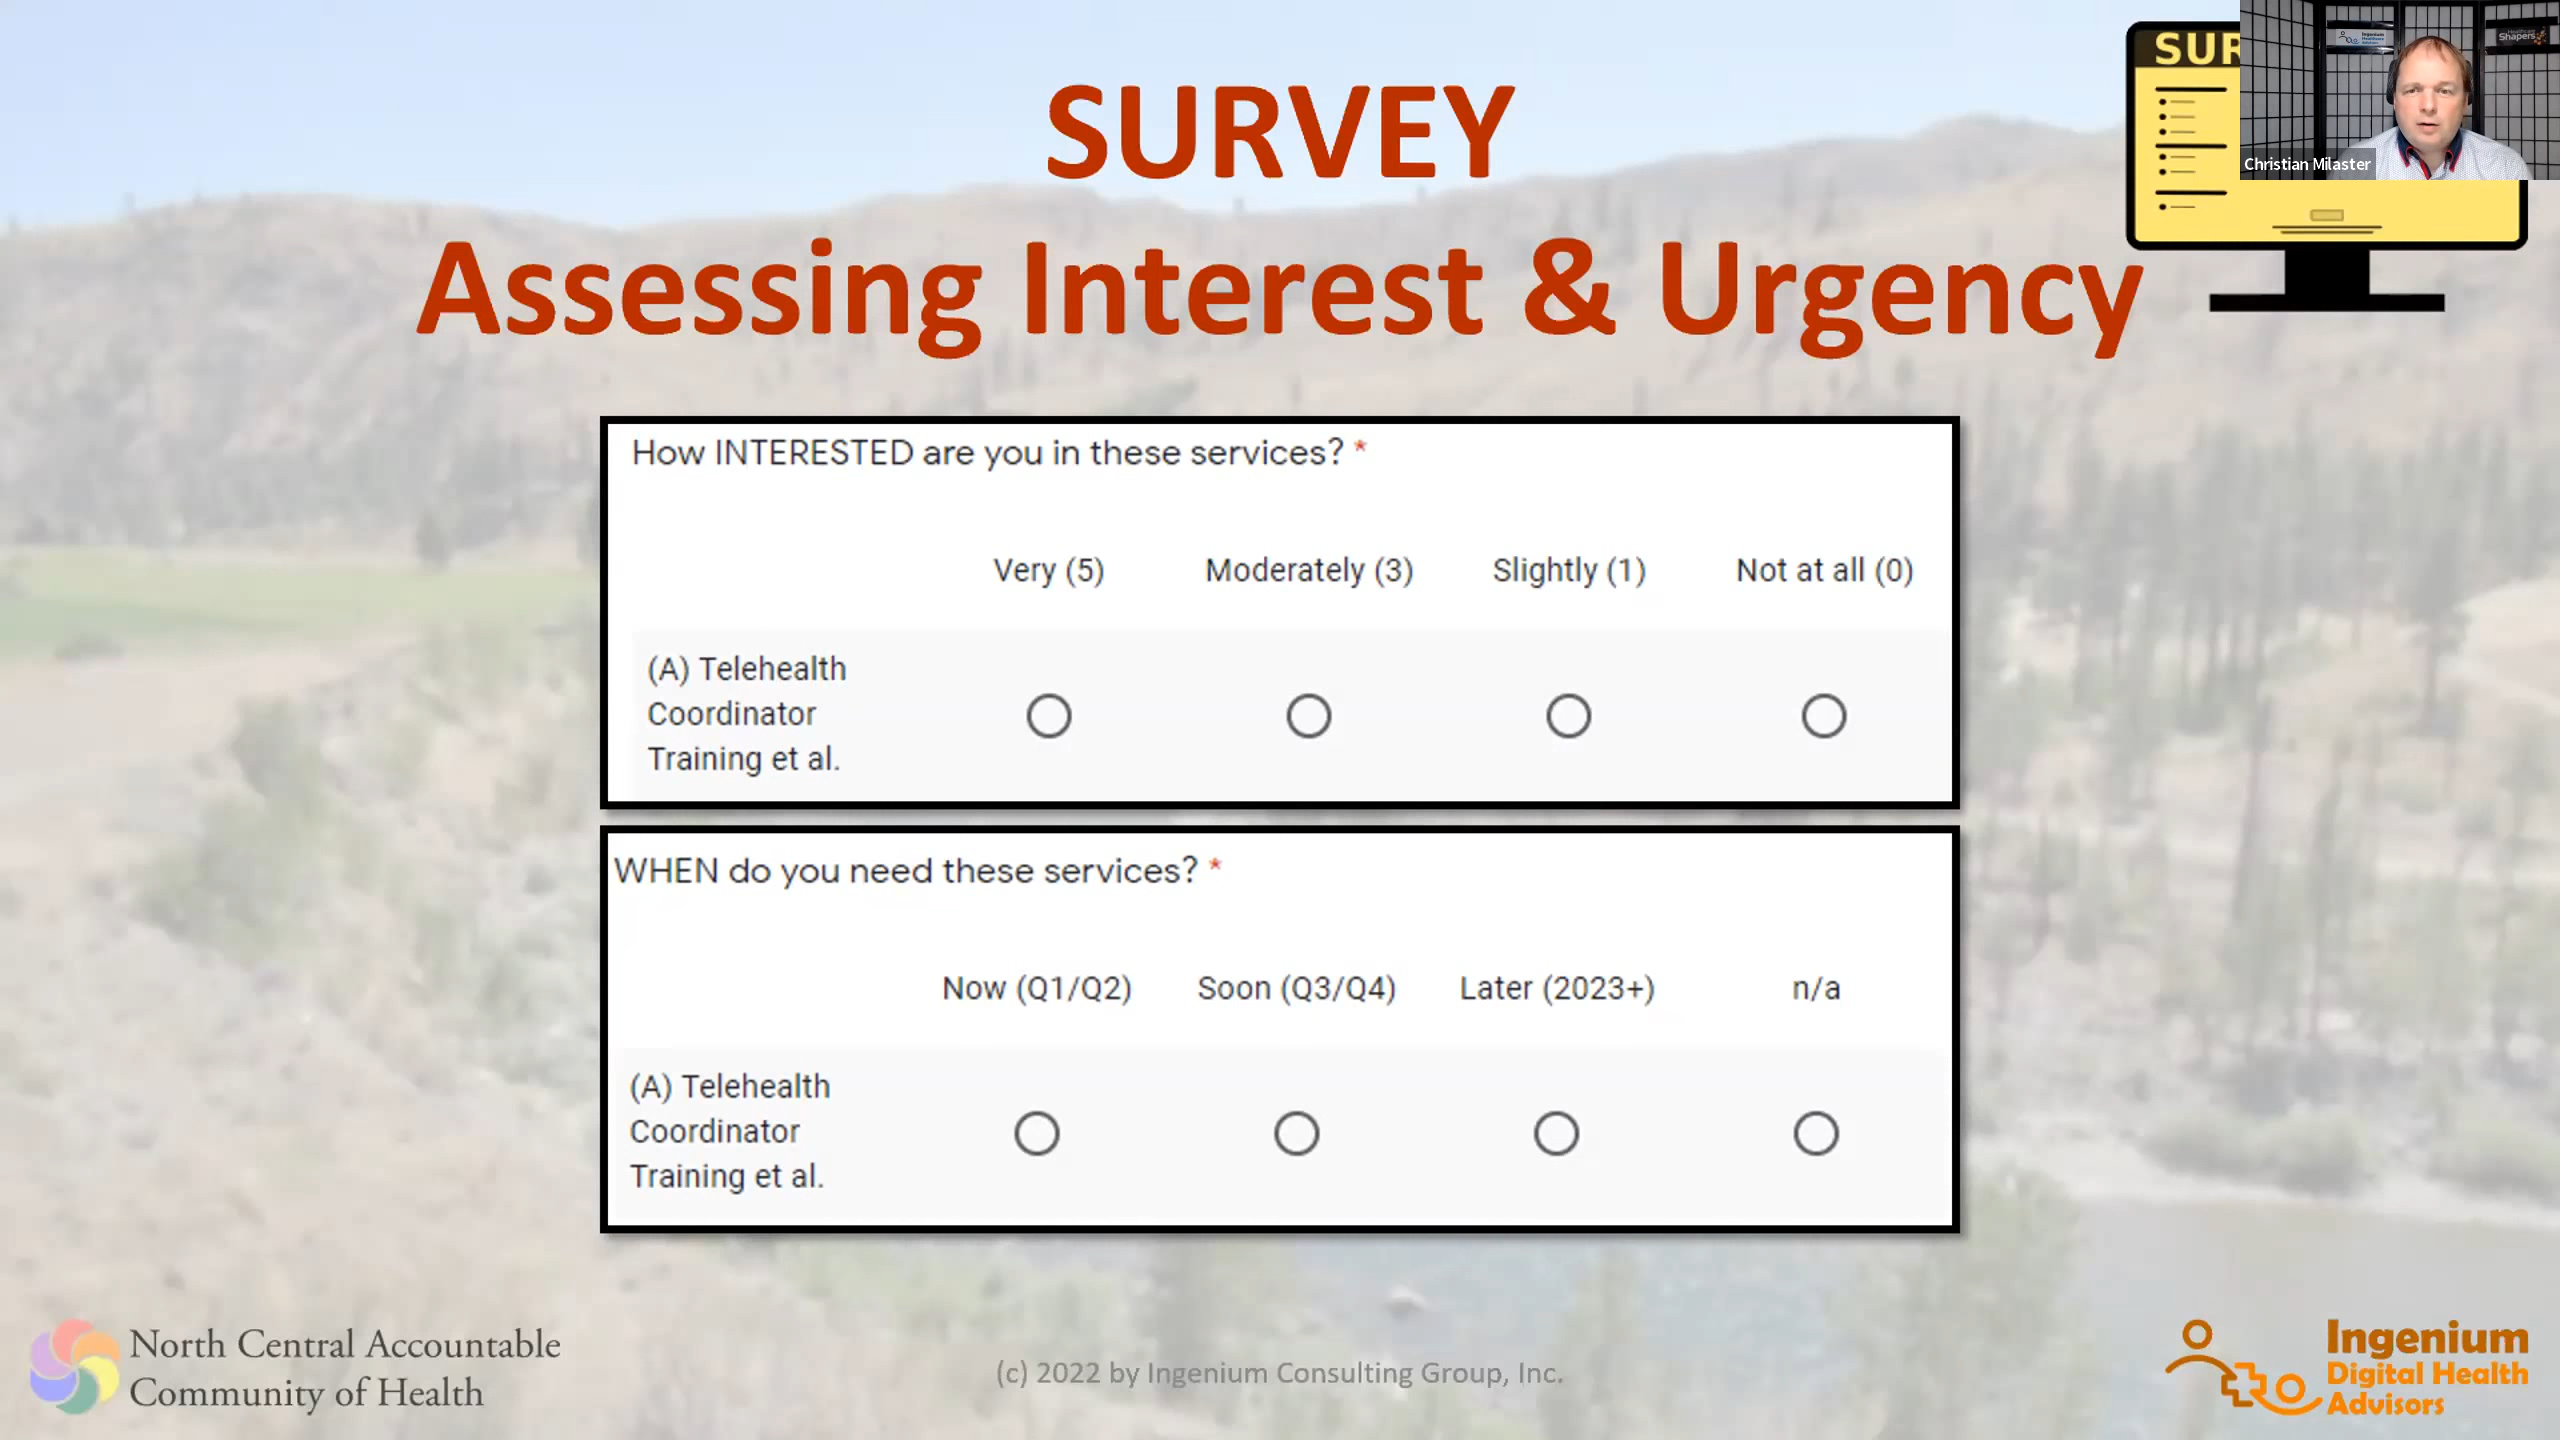 SURVEY
Assessing Interest & Urgency
SUR
Ingenium
Shapers
Christian Milaster
How INTERESTED are you in these services? *
Very (5) Moderately (3) Slightly (1) Not at all (0)
(A) Telehealth
Coordinator
Training et al.
WHEN do you need these services? *
Now (Q1/Q2) Soon (Q3/Q4) Later (2023+) n/a
(A) Telehealth
Coordinator
Training et al.
North Central Accountable
Community of Health
(c) 2022 by Ingenium Consulting Group, Inc.
Ingenium
Digital Health
Advisors